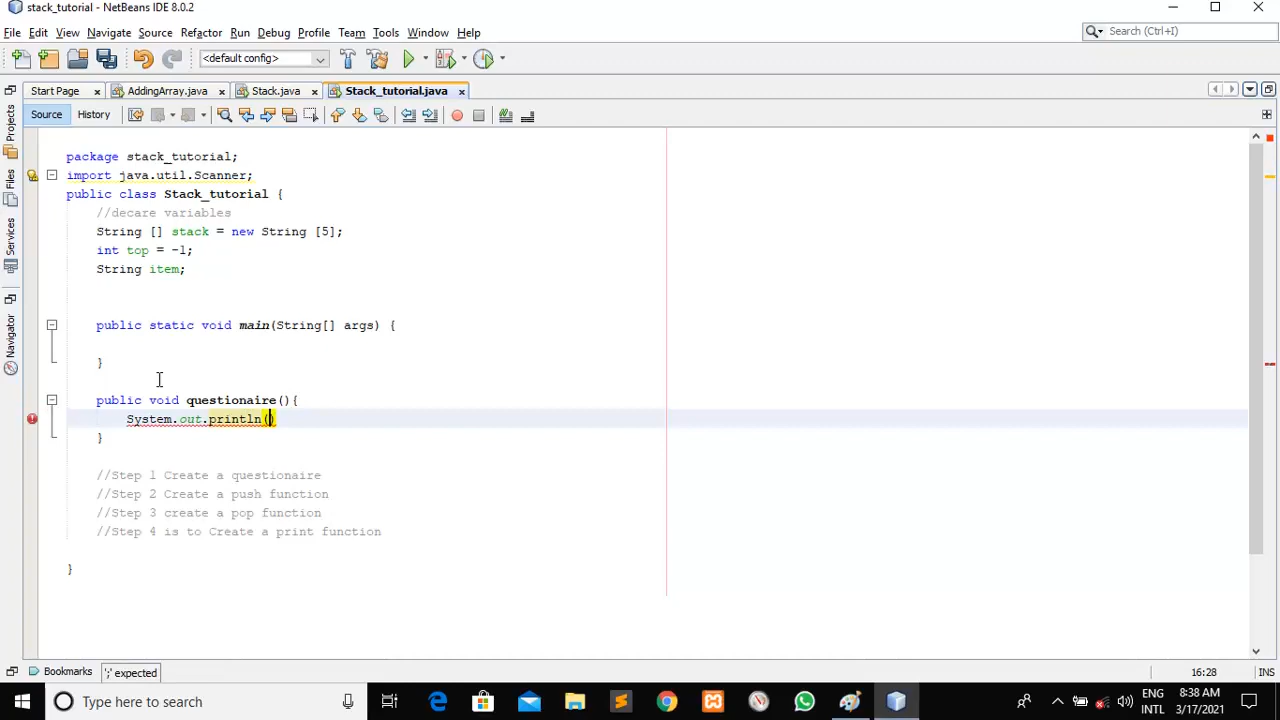 stack_tutorial - NetBeans IDE 8.0.2
File Edit View Navigate Source Refactor Run Debug Profile Team Tools Window Help
Search (Ctrl+I)
<default config>
Start Page AddingArray.java Stack.java Stack_tutorial.java
Source History
Projects
Files
Services
Navigator
package stack_tutorial;
import java.util.Scanner;
public class Stack_tutorial {
//decare variables
String [] stack = new String [5];
int top = -1;
String item;
public static void main(String[] args) {
}
public void questionaire(){
System.out.println()
}
//Step 1 Create a questionaire
//Step 2 Create a push function
//Step 3 create a pop function
//Step 4 is to Create a print function
}
Bookmarks ';' expected 16:28 INS
Type here to search ENG 8:38 AM
INTL 3/17/2021